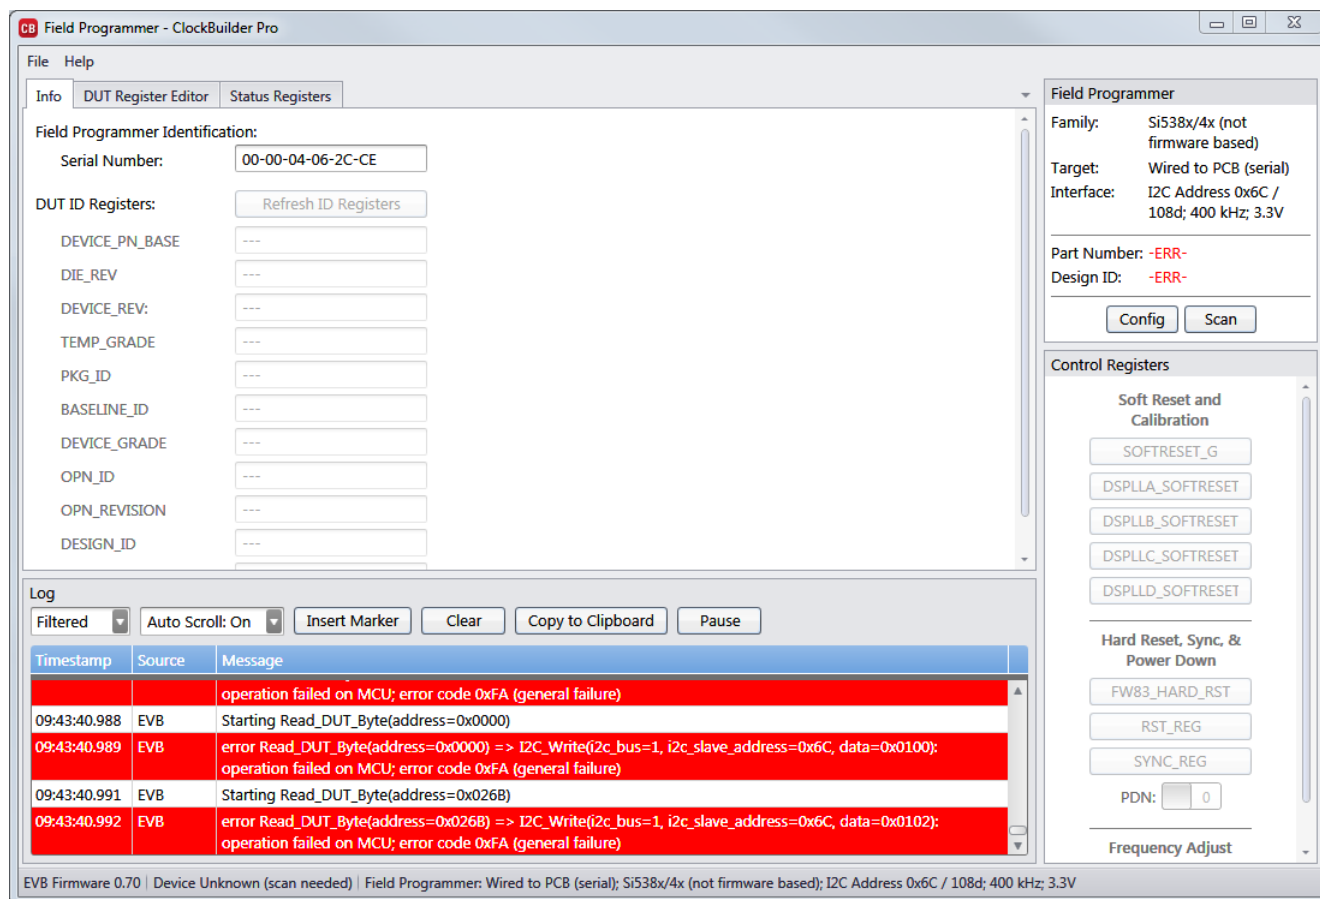 CB Field Programmer - ClockBuilder Pro
File Help
Info DUT Register Editor Status Registers
Field Programmer Identification:
Serial Number: 00-00-04-06-2C-CE
DUT ID Registers: Refresh ID Registers
DEVICE_PN_BASE ---
DIE_REV ---
DEVICE_REV: ---
TEMP_GRADE ---
PKG_ID ---
BASELINE_ID ---
DEVICE_GRADE ---
OPN_ID ---
OPN_REVISION ---
DESIGN_ID ---
Field Programmer
Family: Si538x/4x (not
firmware based)
Target: Wired to PCB (serial)
Interface: I2C Address 0x6C /
108d; 400 kHz; 3.3V
Part Number: -ERR-
Design ID: -ERR-
Config Scan
Control Registers
Soft Reset and
Calibration
SOFTRESET_G
DSPLLA_SOFTRESET
DSPLLB_SOFTRESET
DSPLLC_SOFTRESET
DSPLLD_SOFTRESET
Hard Reset, Sync, &
Power Down
FW83_HARD_RST
RST_REG
SYNC_REG
PDN: 0
Frequency Adjust
Log
Filtered Auto Scroll: On Insert Marker Clear Copy to Clipboard Pause
Timestamp Source Message
operation failed on MCU; error code 0xFA (general failure)
09:43:40.988 EVB Starting Read_DUT_Byte(address=0x0000)
09:43:40.989 EVB error Read_DUT_Byte(address=0x0000) => I2C_Write(i2c_bus=1, i2c_slave_address=0x6C, data=0x0100):
operation failed on MCU; error code 0xFA (general failure)
09:43:40.991 EVB Starting Read_DUT_Byte(address=0x026B)
09:43:40.992 EVB error Read_DUT_Byte(address=0x026B) => I2C_Write(i2c_bus=1, i2c_slave_address=0x6C, data=0x0102):
operation failed on MCU; error code 0xFA (general failure)
EVB Firmware 0.70 | Device Unknown (scan needed) | Field Programmer: Wired to PCB (serial); Si538x/4x (not firmware based); I2C Address 0x6C / 108d; 400 kHz; 3.3V